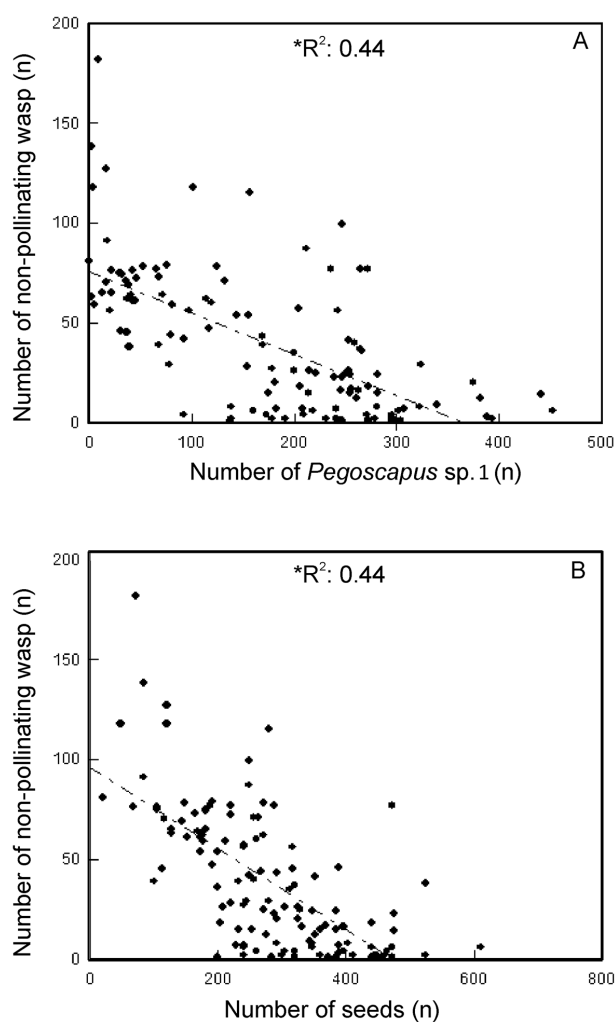 200
*R²: 0.44
A
150
100
50
0
Number of non-pollinating wasp (n)
0 100 200 300 400 500
Number of Pegoscapus sp.1 (n)
200
*R²: 0.44
B
150
100
50
0
Number of non-pollinating wasp (n)
0 200 400 600 800
Number of seeds (n)